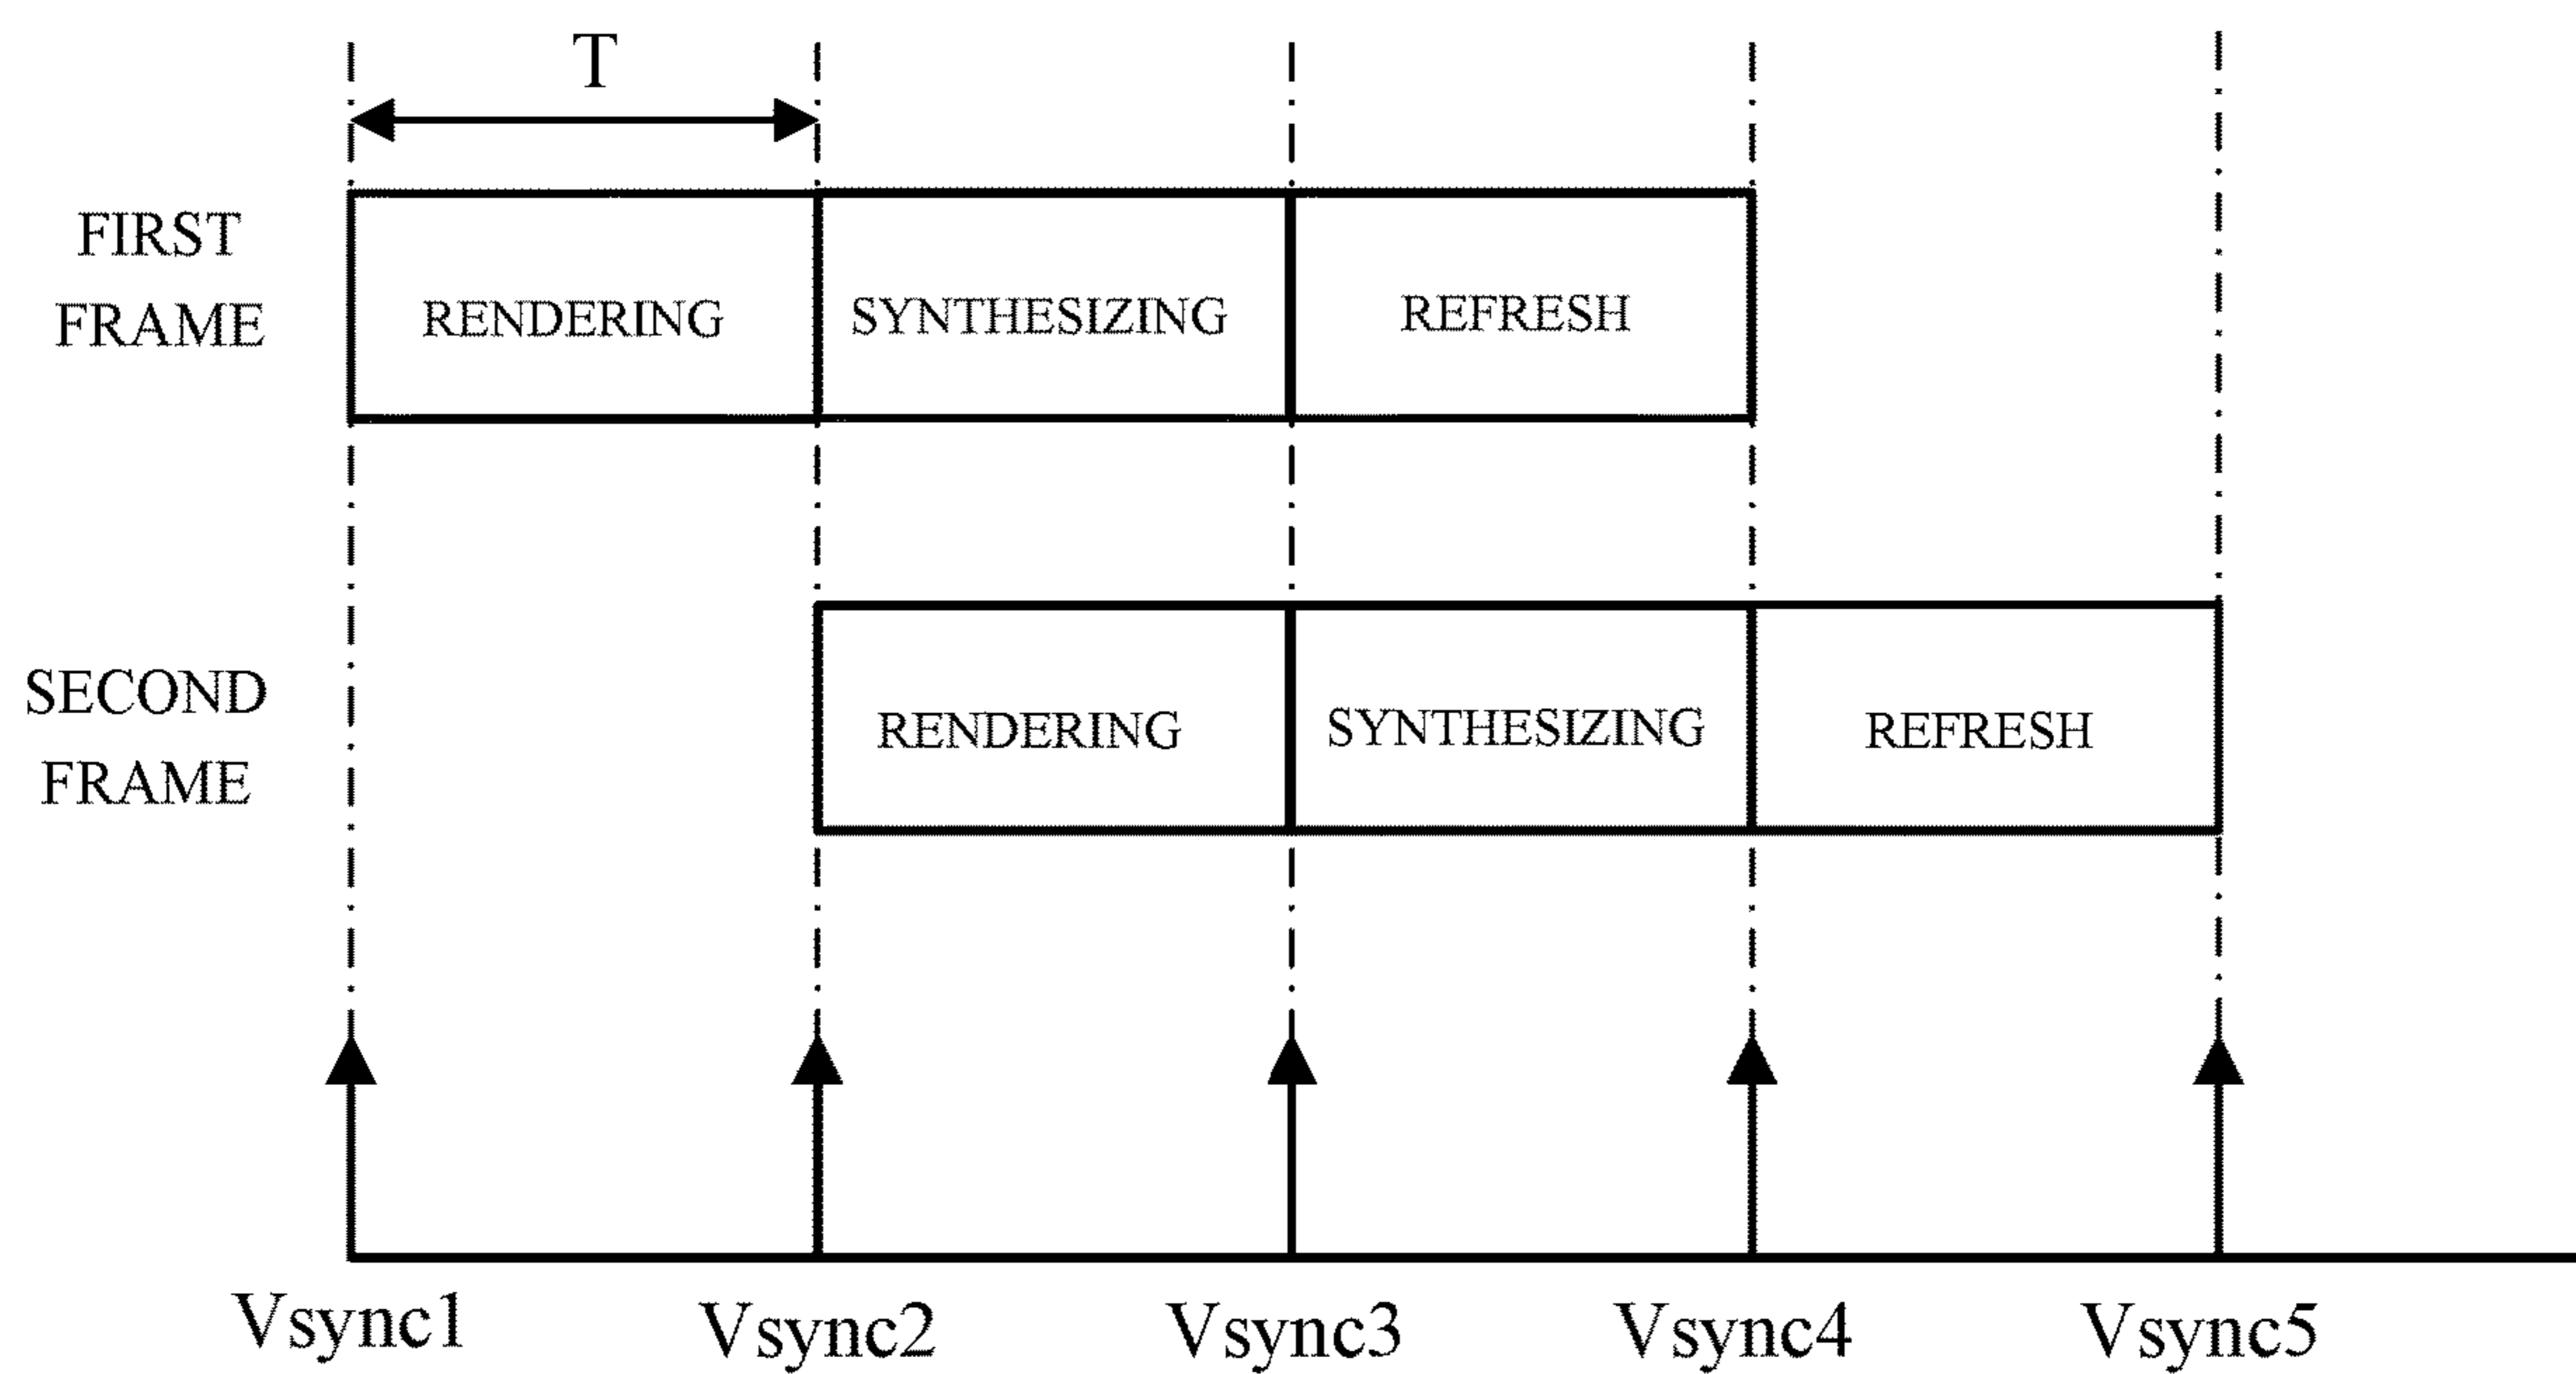 T
FIRST
FRAME
RENDERING
SYNTHESIZING
REFRESH
SECOND
FRAME
RENDERING
SYNTHESIZING
REFRESH
Vsync1
Vsync2
Vsync3
Vsync4
Vsync5